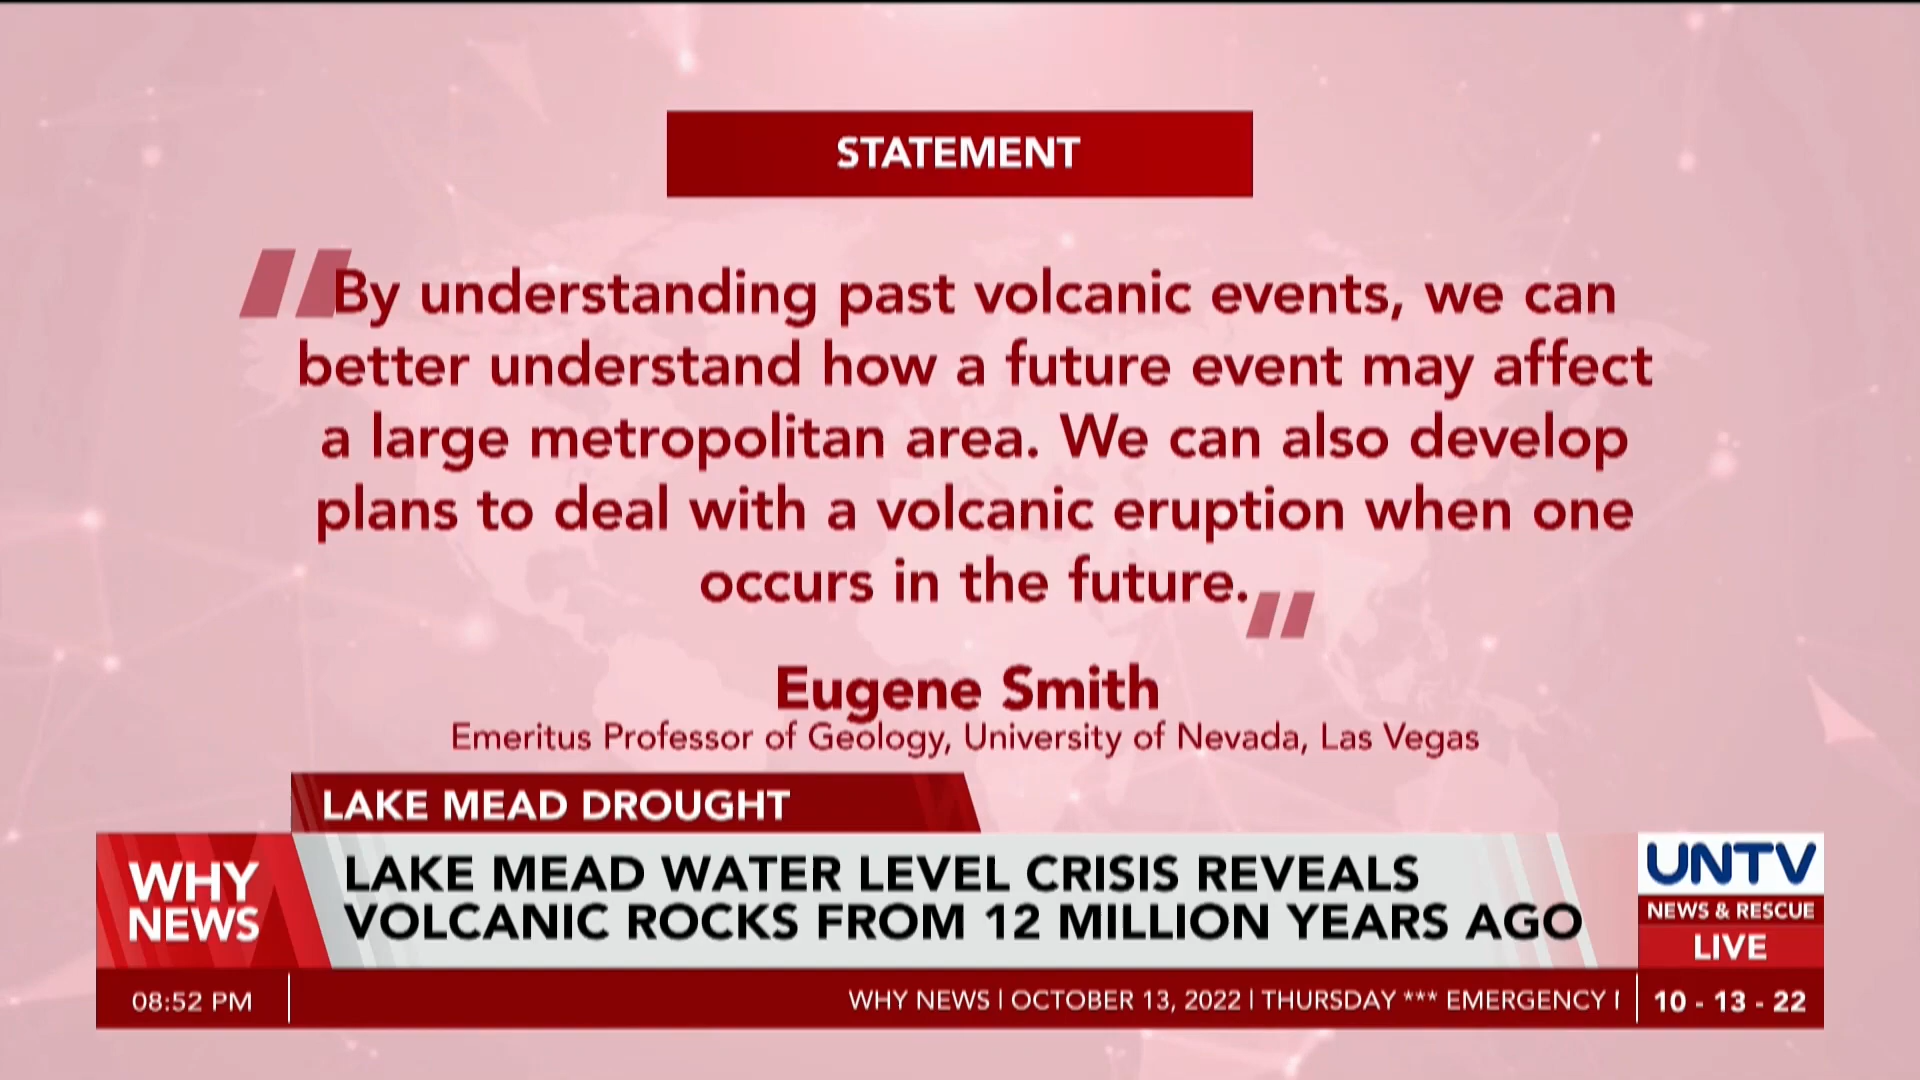 STATEMENT
By understanding past volcanic events, we can
better understand how a future event may affect
a large metropolitan area. We can also develop
plans to deal with a volcanic eruption when one
occurs in the future.
Eugene Smith
Emeritus Professor of Geology, University of Nevada, Las Vegas
LAKE MEAD DROUGHT
WHY
NEWS
LAKE MEAD WATER LEVEL CRISIS REVEALS
VOLCANIC ROCKS FROM 12 MILLION YEARS AGO
UNTV
NEWS & RESCUE
LIVE
08:52 PM
WHY NEWS | OCTOBER 13, 2022 | THURSDAY *** EMERGENCY
10 - 13 - 22